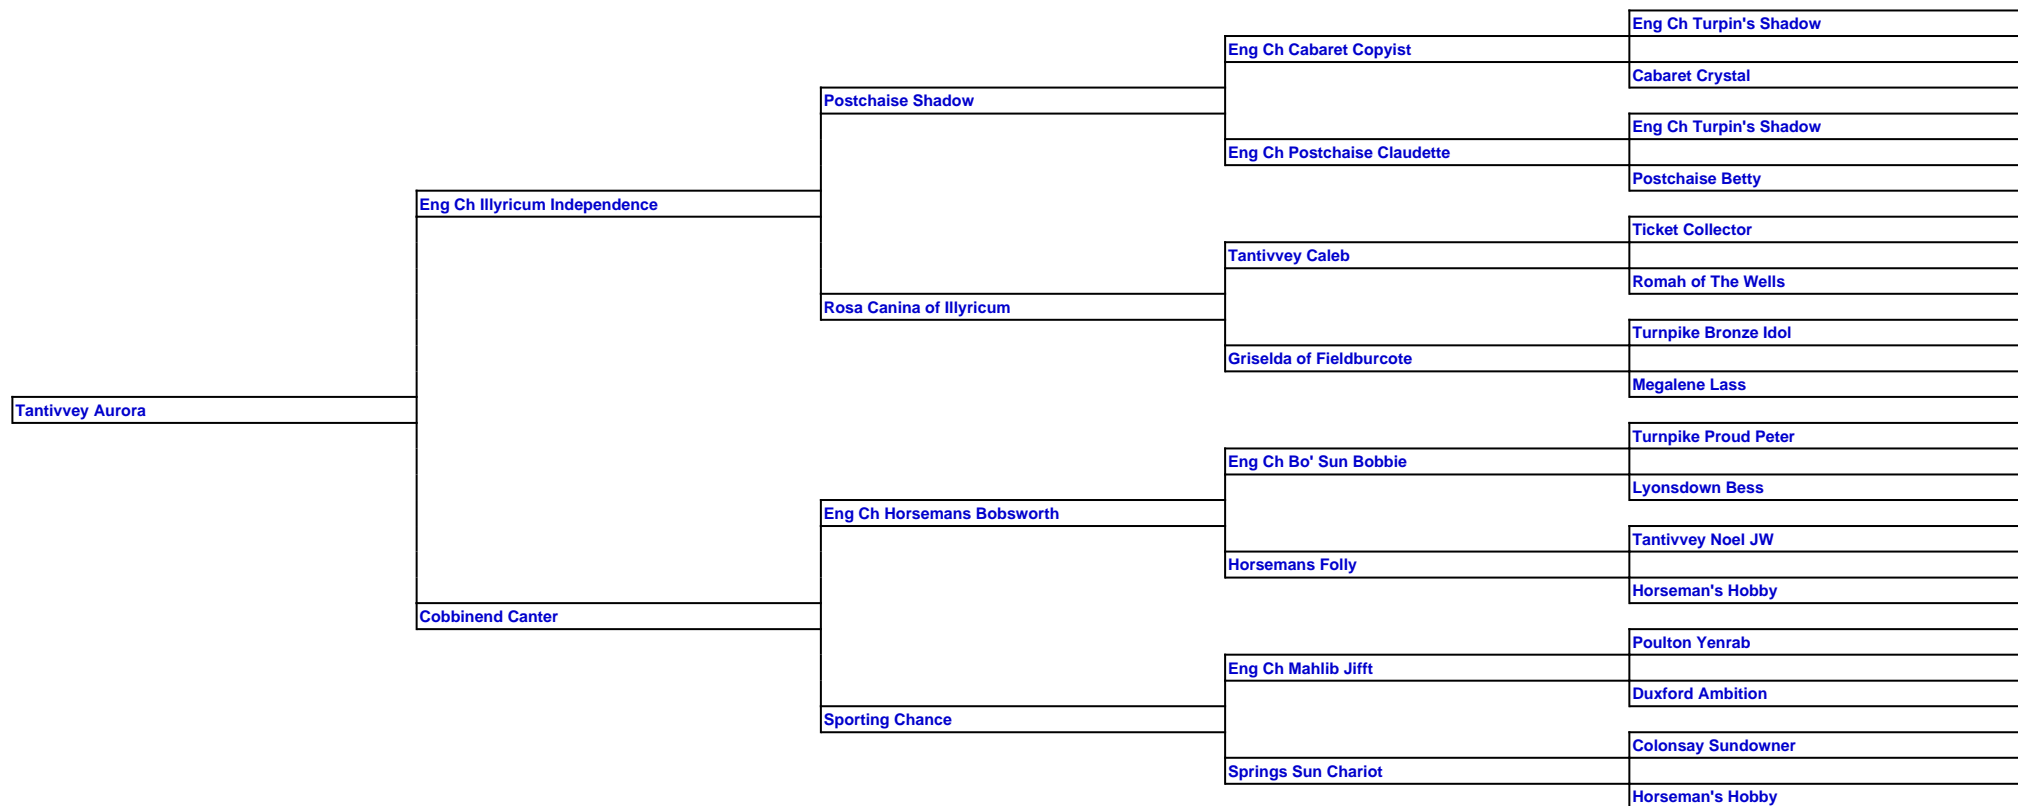 Eng Ch Turpin's Shadow
Eng Ch Cabaret Copyist
Cabaret Crystal
Postchaise Shadow
Eng Ch Turpin's Shadow
Eng Ch Postchaise Claudette
Postchaise Betty
Eng Ch Illyricum Independence
Ticket Collector
Tantivvey Caleb
Romah of The Wells
Rosa Canina of Illyricum
Turnpike Bronze Idol
Griselda of Fieldburcote
Megalene Lass
Tantivvey Aurora
Turnpike Proud Peter
Eng Ch Bo' Sun Bobbie
Lyonsdown Bess
Eng Ch Horsemans Bobsworth
Tantivvey Noel JW
Horsemans Folly
Horseman's Hobby
Cobbinend Canter
Poulton Yenrab
Eng Ch Mahlib Jifft
Duxford Ambition
Sporting Chance
Colonsay Sundowner
Springs Sun Chariot
Horseman's Hobby